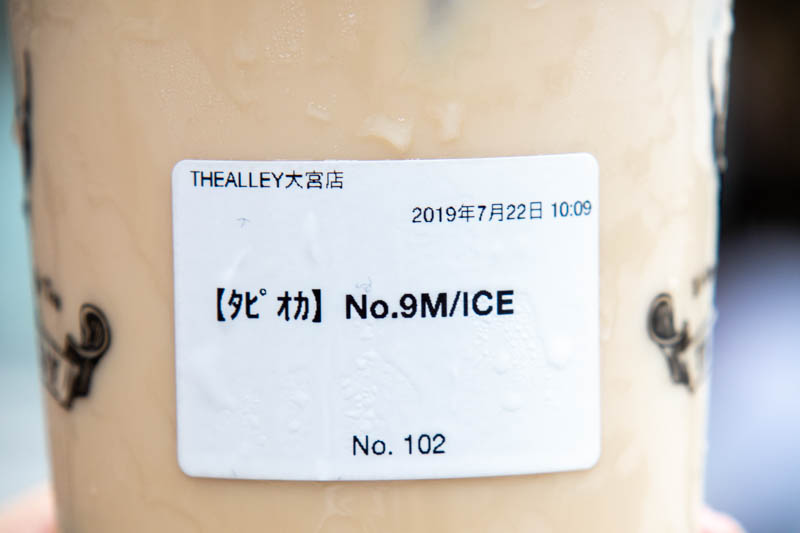 THEALLEY大宮店
2019年7月22日 10:09
【ﾀﾋﾟｵｶ】 No.9M/ICE
No. 102